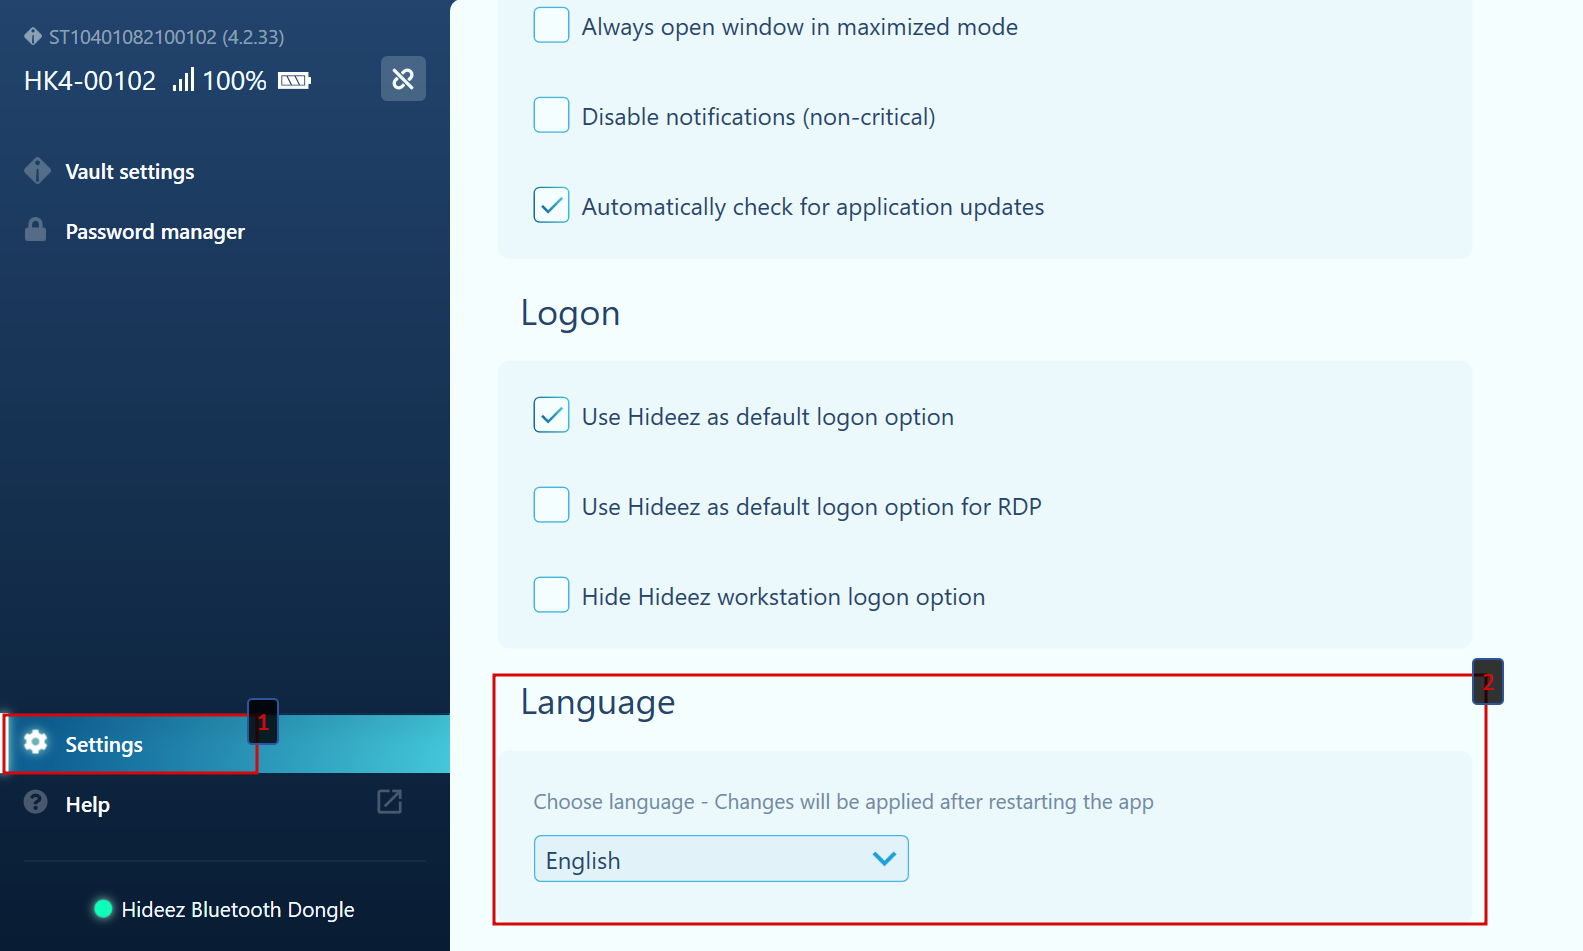 ST10401082100102 (4.2.33)
HK4-00102 100%
Vault settings
Password manager
Settings
1
Help
Hideez Bluetooth Dongle
Always open window in maximized mode
Disable notifications (non-critical)
Automatically check for application updates
Logon
Use Hideez as default logon option
Use Hideez as default logon option for RDP
Hide Hideez workstation logon option
2
Language
Choose language - Changes will be applied after restarting the app
English